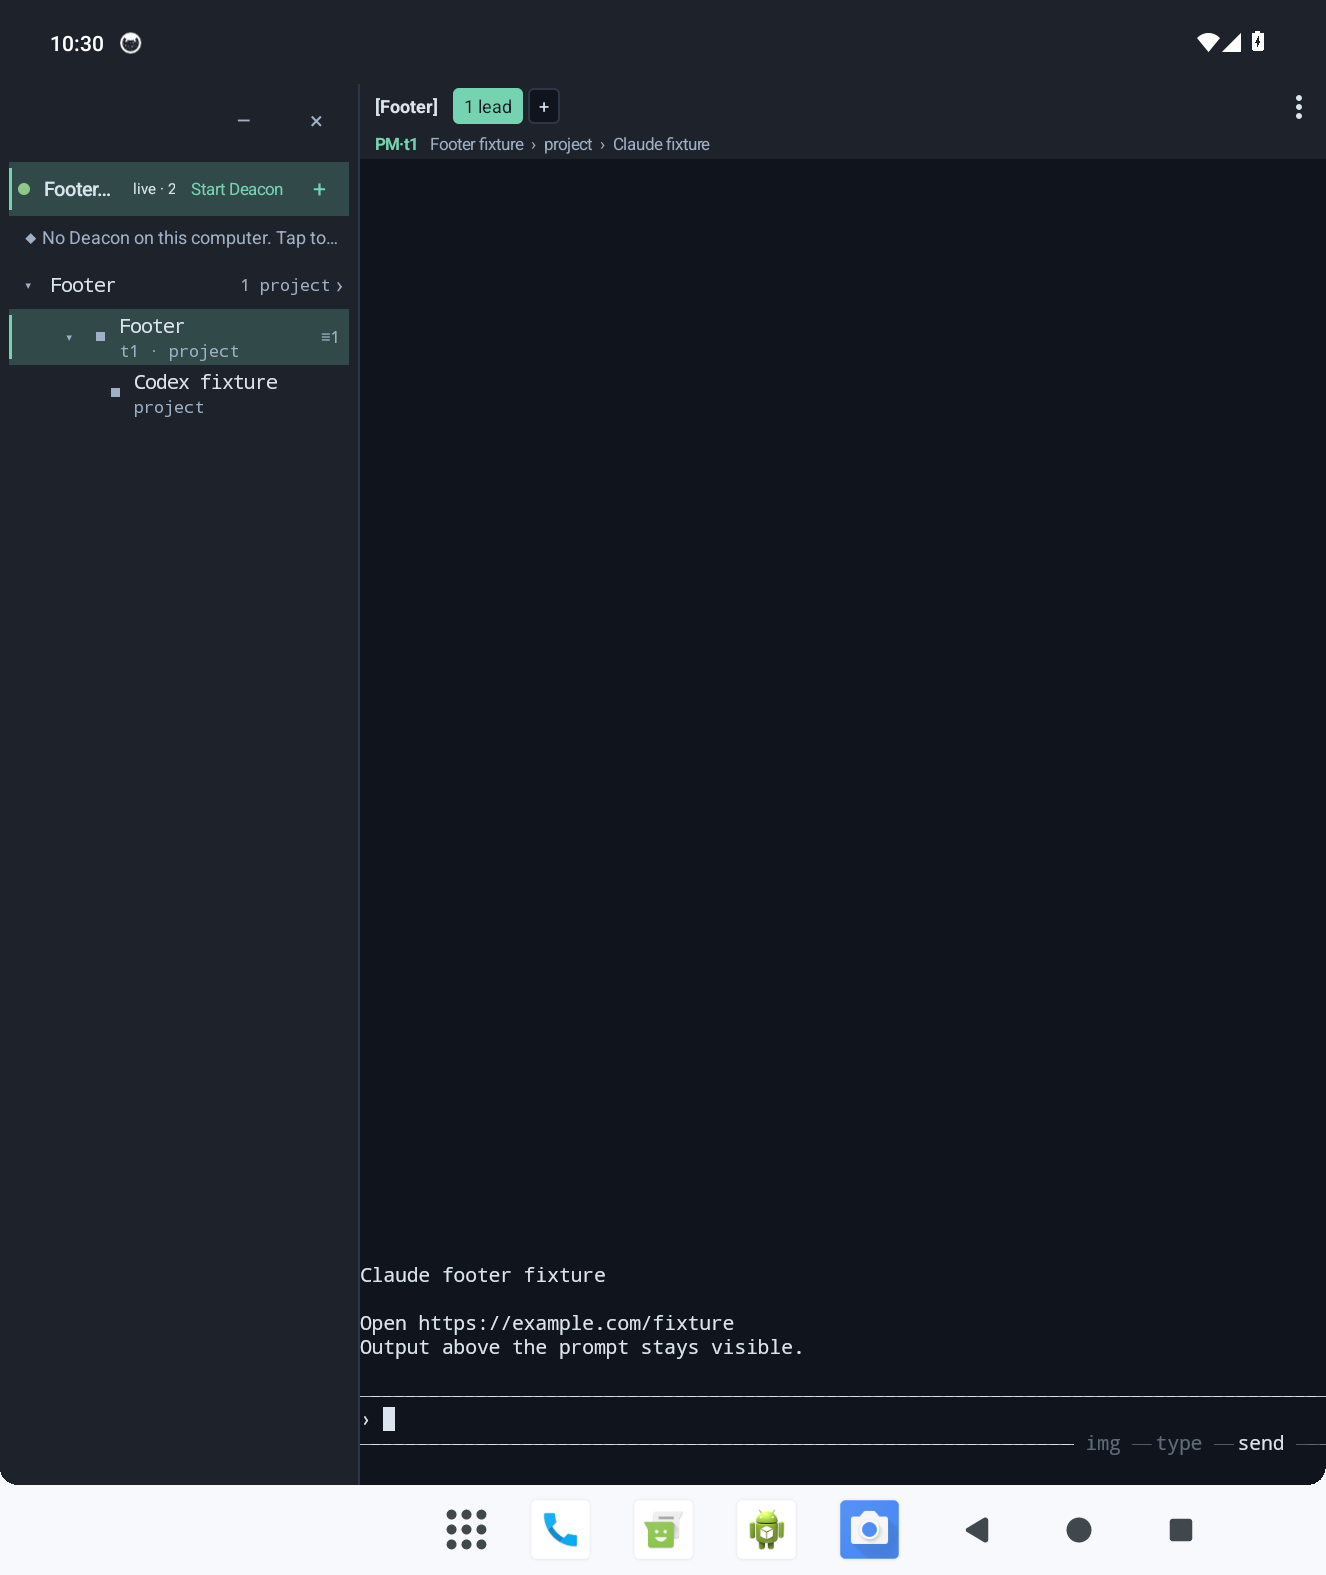 10:30
[Footer] 1 lead +
PM·t1 Footer fixture › project › Claude fixture
Footer... live · 2 Start Deacon +
No Deacon on this computer. Tap to...
Footer 1 project ›
Footer
t1 · project ≡1
Codex fixture
project
Claude footer fixture
Open https://example.com/fixture
Output above the prompt stays visible.
›
img type send